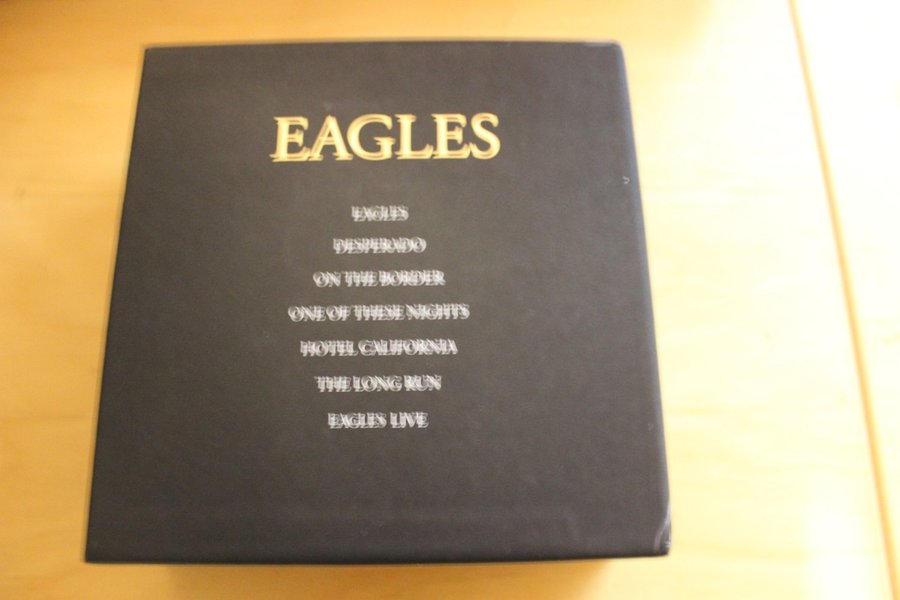 EAGLES
EAGLES
DESPERADO
ON THE BORDER
ONE OF THESE NIGHTS
HOTEL CALIFORNIA
THE LONG RUN
EAGLES LIVE